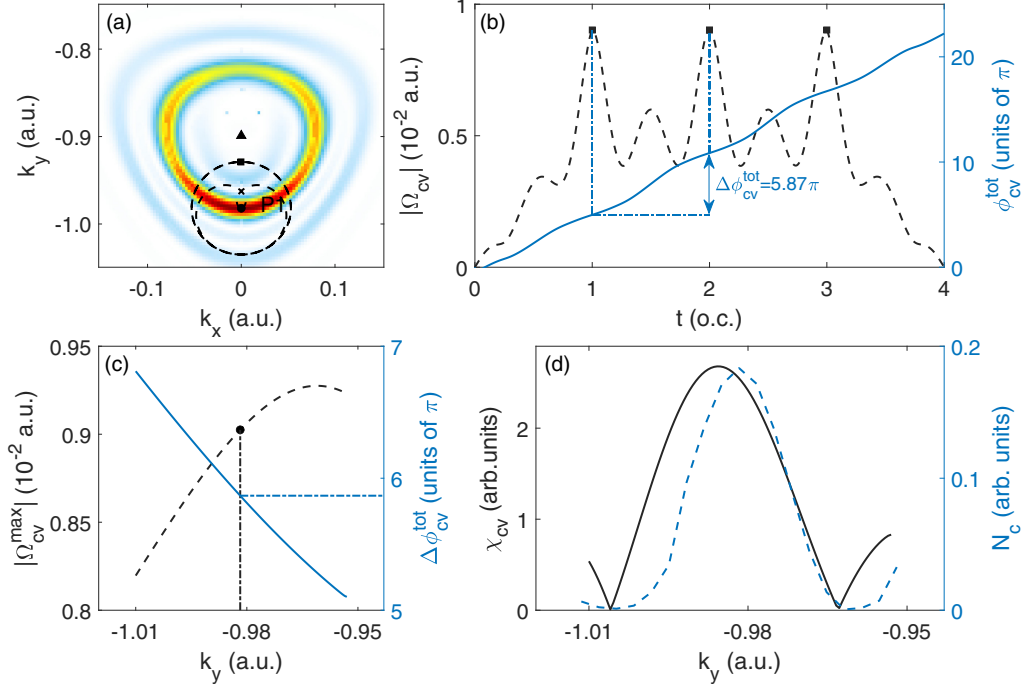 (a)
-0.8
-0.9
-1.0
k_y (a.u.)
P1
-0.1
0
0.1
k_x (a.u.)
(b)
1
0.5
0
|Ω_cv| (10^-2 a.u.)
20
10
0
ϕ_cv^tot (units of π)
Δϕ_cv^tot=5.87π
0
1
2
3
4
t (o.c.)
(c)
0.95
0.9
0.85
0.8
|Ω_cv^max| (10^-2 a.u.)
7
6
5
Δϕ_cv^tot (units of π)
-1.01
-0.98
-0.95
k_y (a.u.)
(d)
2
1
0
χ_cv (arb.units)
0.2
0.1
0
N_c (arb. units)
-1.01
-0.98
-0.95
k_y (a.u.)